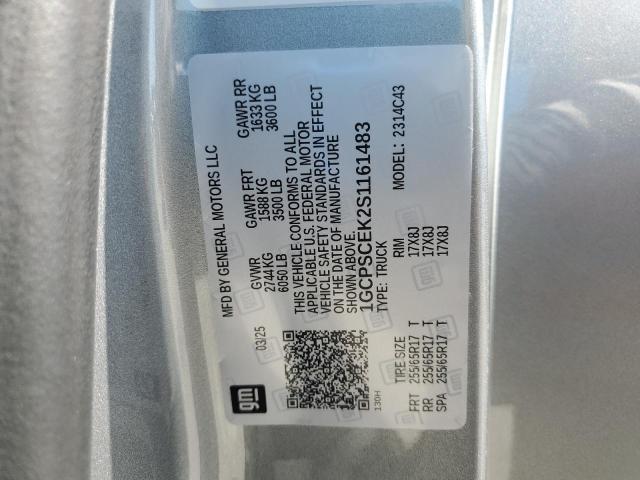 MFD BY GENERAL MOTORS LLC
03/25
GVWR
2744KG
6050 LB
GAWR FRT
1588 KG
3500 LB
GAWR RR
1633 KG
3600 LB
THIS VEHICLE CONFORMS TO ALL
APPLICABLE U.S. FEDERAL MOTOR
VEHICLE SAFETY STANDARDS IN EFFECT
ON THE DATE OF MANUFACTURE
SHOWN ABOVE.
1GCPSCEK2S1161483
TYPE: TRUCK MODEL: 2314C43
TIRE SIZE RIM
FRT 255/65R17 T 17X8J
RR 255/65R17 T 17X8J
SPA 255/65R17 T 17X8J
gm
130H